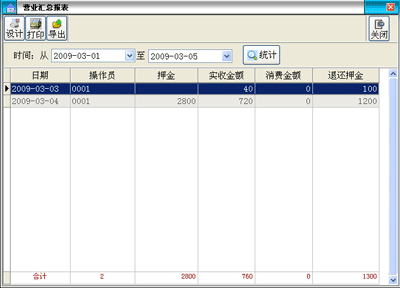 营业汇总报表
设计 打印 导出 关闭
时间: 从 2009-03-01 至 2009-03-05 统计
日期 操作员 押金 实收金额 消费金额 退还押金
2009-03-03 0001 40 0 100
2009-03-04 0001 2800 720 0 1200
合计 2 2800 760 0 1300